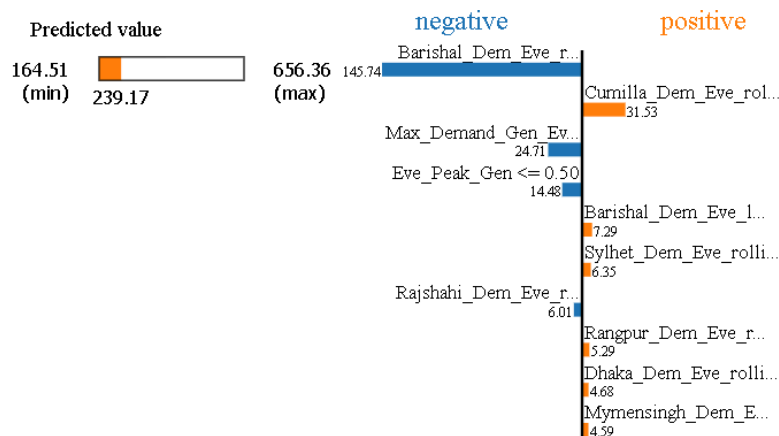 Predicted value
164.51
(min)
239.17
656.36
(max)
negative positive
Barishal_Dem_Eve_r...
145.74
Cumilla_Dem_Eve_rol...
31.53
Max_Demand_Gen_Ev...
24.71
Eve_Peak_Gen <= 0.50
14.48
Barishal_Dem_Eve_l...
7.29
Sylhet_Dem_Eve_rolli...
6.35
Rajshahi_Dem_Eve_r...
6.01
Rangpur_Dem_Eve_r...
5.29
Dhaka_Dem_Eve_rolli...
4.68
Mymensingh_Dem_E...
4.59